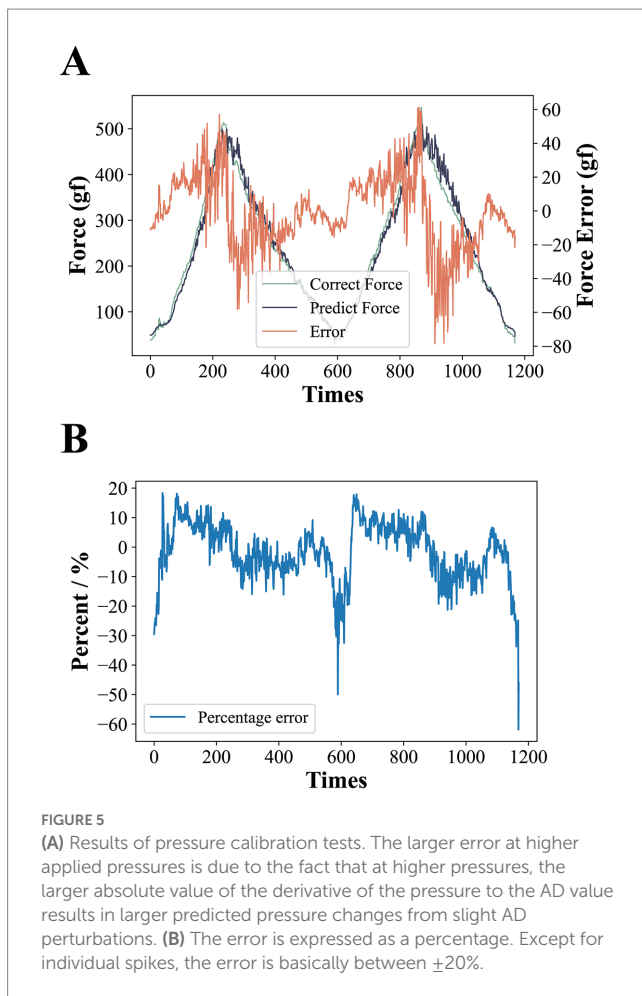 A
Force (gf)
500
400
300
200
100
60
40
20
0
−20
−40
−60
−80
Force Error (gf)
Correct Force
Predict Force
Error
0 200 400 600 800 1000 1200
Times
B
Percent / %
20
10
0
−10
−20
−30
−40
−50
−60
Percentage error
0 200 400 600 800 1000 1200
Times
FIGURE 5
(A) Results of pressure calibration tests. The larger error at higher
applied pressures is due to the fact that at higher pressures, the
larger absolute value of the derivative of the pressure to the AD value
results in larger predicted pressure changes from slight AD
perturbations. (B) The error is expressed as a percentage. Except for
individual spikes, the error is basically between ±20%.